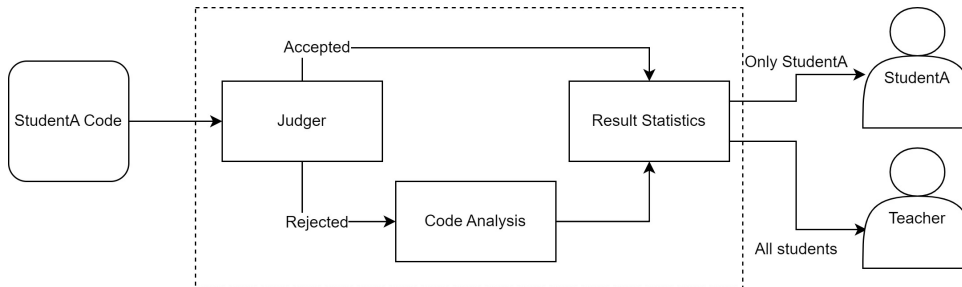 Accepted
Only StudentA
StudentA
StudentA Code
Judger
Result Statistics
Rejected
Code Analysis
Teacher
All students